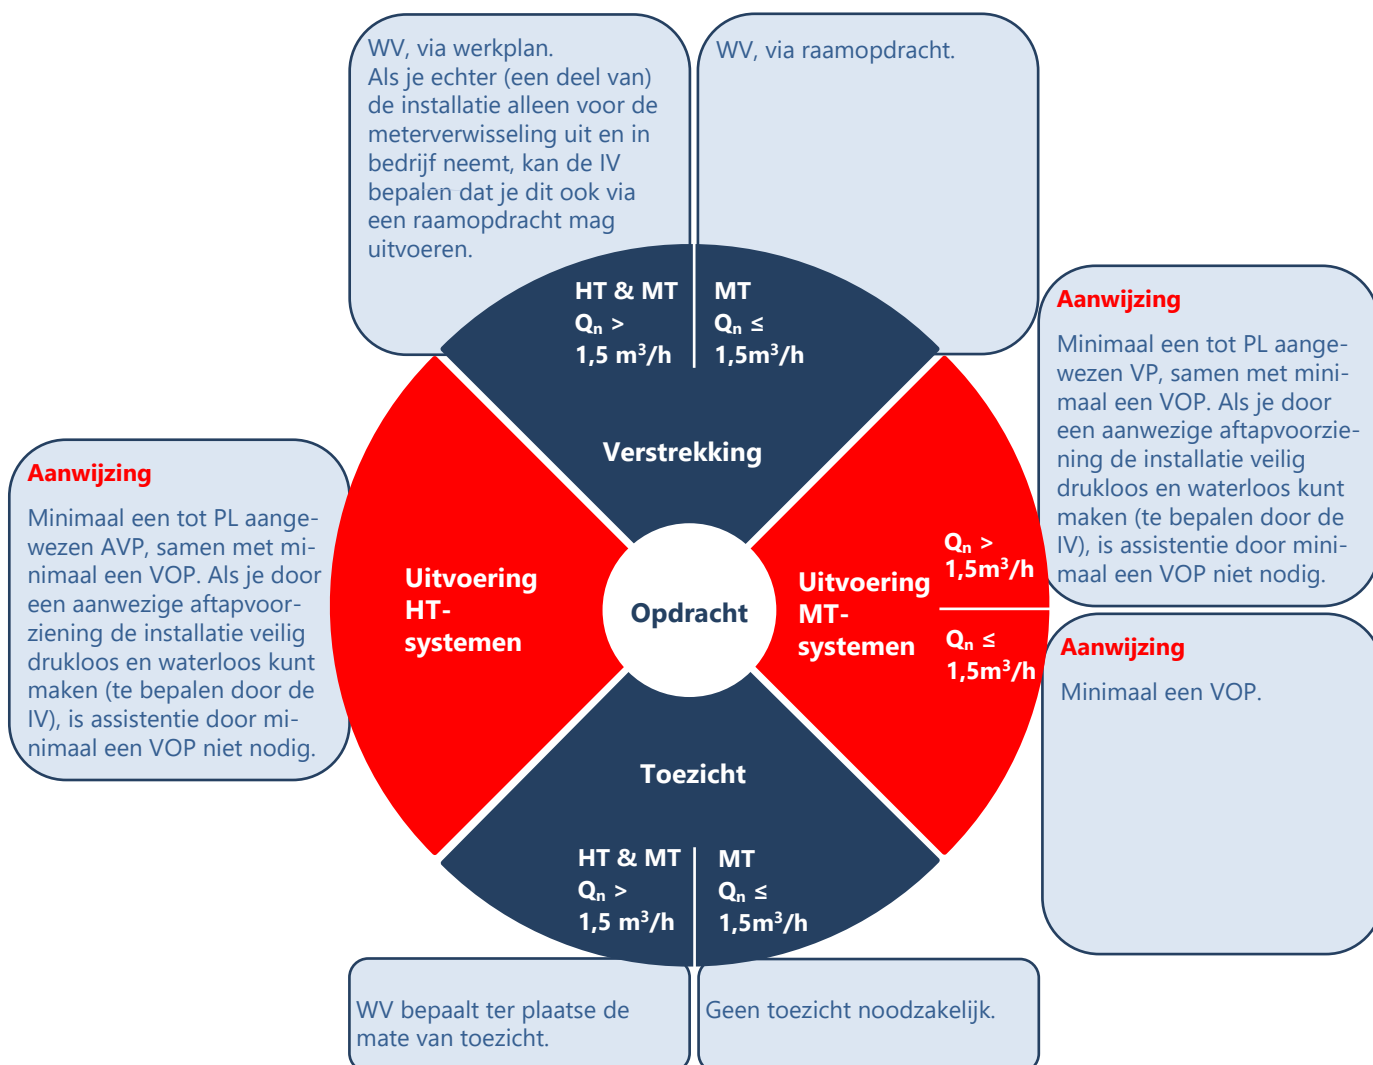 WV, via werkplan.
Als je echter (een deel van)
de installatie alleen voor de
meterverwisseling uit en in
bedrijf neemt, kan de IV
bepalen dat je dit ook via
een raamopdracht mag
uitvoeren.
WV, via raamopdracht.
HT & MT
Qₙ >
1,5 m³/h
MT
Qₙ ≤
1,5m³/h
Verstrekking
Aanwijzing
Minimaal een tot PL aange-
wezen VP, samen met mini-
maal een VOP. Als je door
een aanwezige aftapvoorzie-
ning de installatie veilig
drukloos en waterloos kunt
maken (te bepalen door de
IV), is assistentie door mini-
maal een VOP niet nodig.
Aanwijzing
Minimaal een tot PL aange-
wezen AVP, samen met mi-
nimaal een VOP. Als je door
een aanwezige aftapvoor-
ziening de installatie veilig
drukloos en waterloos kunt
maken (te bepalen door de
IV), is assistentie door mi-
nimaal een VOP niet nodig.
Uitvoering
HT-
systemen
Opdracht
Uitvoering
MT-
systemen
Qₙ >
1,5m³/h
Qₙ ≤
1,5m³/h
Aanwijzing
Minimaal een VOP.
Toezicht
HT & MT
Qₙ >
1,5 m³/h
MT
Qₙ ≤
1,5m³/h
WV bepaalt ter plaatse de
mate van toezicht.
Geen toezicht noodzakelijk.